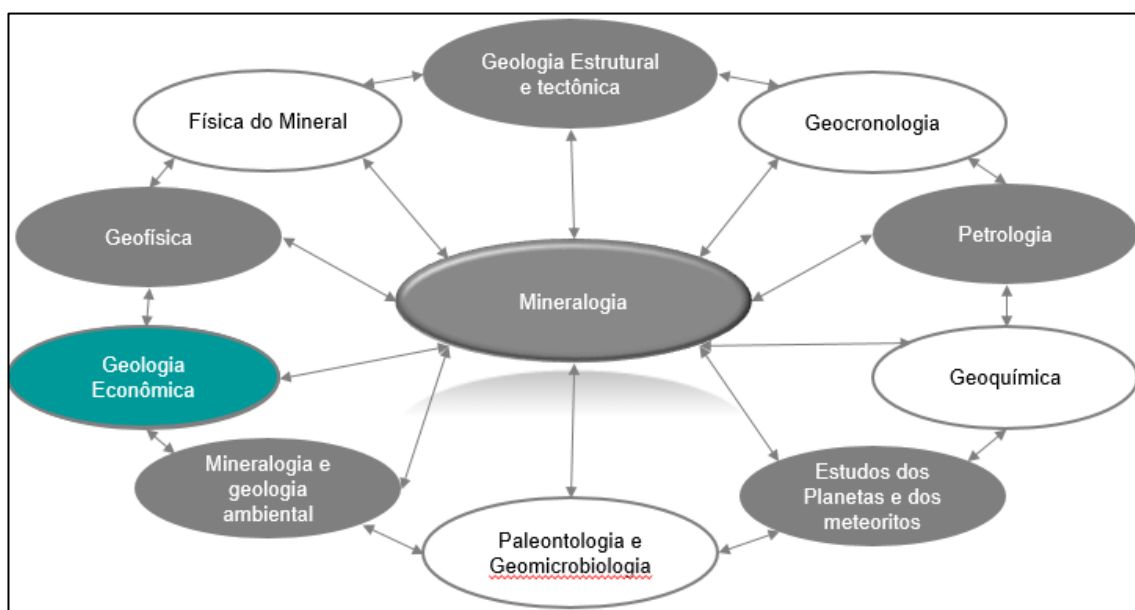 Geologia Estrutural
e tectônica
Física do Mineral
Geocronologia
Geofísica
Petrologia
Mineralogia
Geologia
Econômica
Geoquímica
Mineralogia e
geologia
ambiental
Estudos dos
Planetas e dos
meteoritos
Paleontologia e
Geomicrobiologia